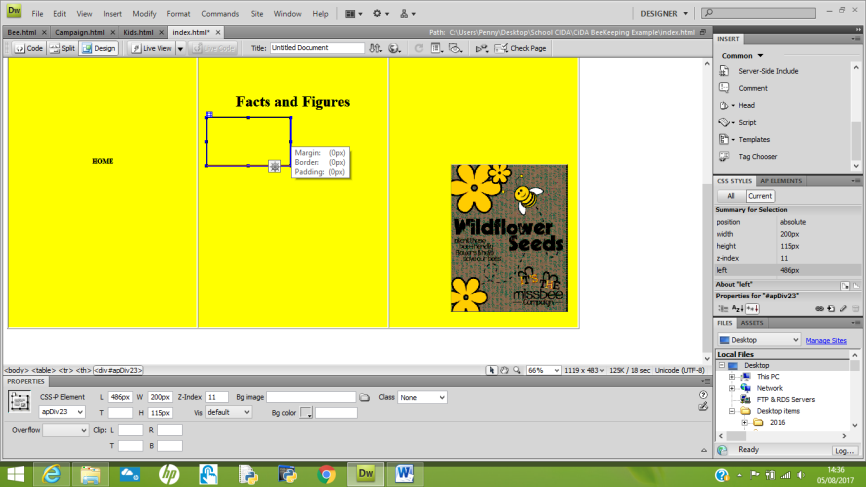 Dw File Edit View Insert Modify Format Commands Site Window Help DESIGNER
Bee.html Campaign.html Kids.html index.html* Path: C:\Users\Penny\Desktop\School CiDA\CiDA BeeKeeping Example\index.html
Code Split Design Live View Live Code Title: Untitled Document Check Page
Facts and Figures
HOME
Margin: (0px)
Border: (0px)
Padding: (0px)
Wildflower
Seeds
missbee
Campaign
INSERT
Common
Server-Side Include
Comment
Head
Script
Templates
Tag Chooser
CSS STYLES AP ELEMENTS
All Current
Summary for Selection
position absolute
width 200px
height 115px
z-index 11
left 486px
About "left"
Properties for "#apDiv23"
FILES ASSETS
Desktop Manage Sites
Local Files
Desktop
This PC
Network
FTP & RDS Servers
Desktop items
2016
Ready Log...
<body> <table> <tr> <th> <div#apDiv23> 66% 1119 x 483 125K / 18 sec Unicode (UTF-8)
PROPERTIES
CSS-P Element L 486px W 200px Z-Index 11 Bg image Class None
apDiv23 T H 115px Vis default Bg color
Overflow Clip: L R
T B
hp Dw W
14:36
05/08/2017